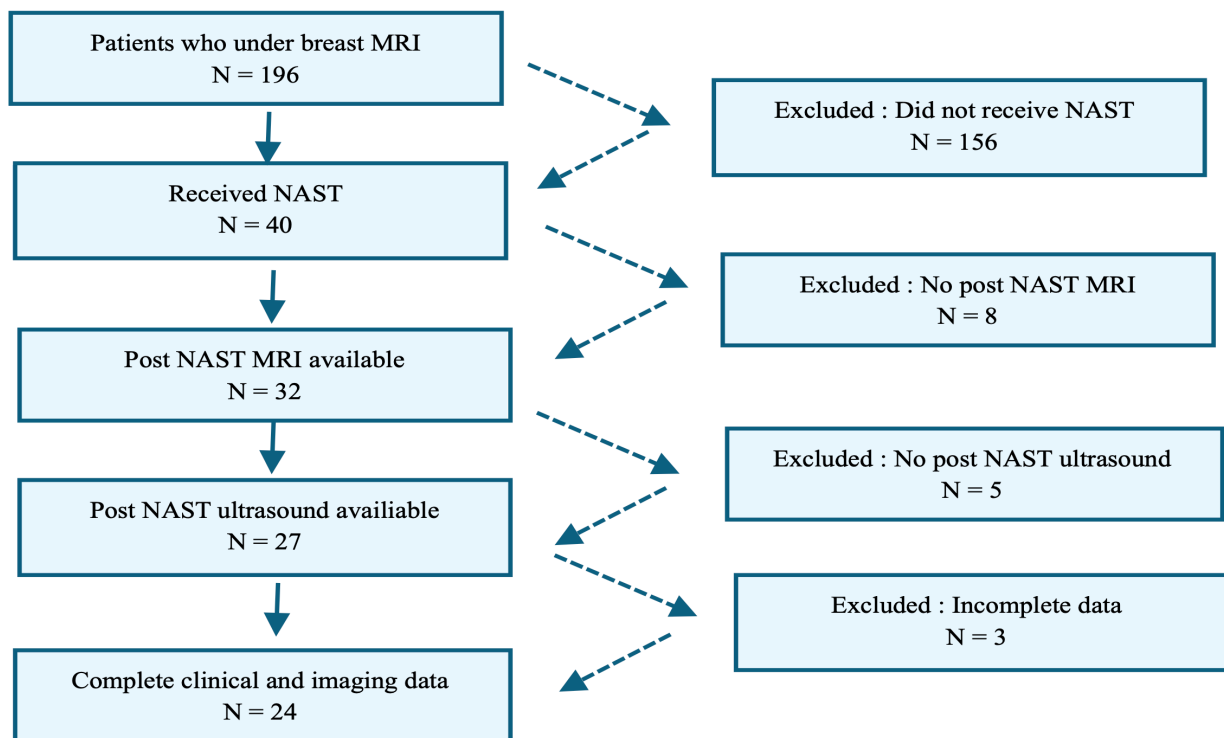 Patients who under breast MRI
N = 196
Excluded : Did not receive NAST
N = 156
Received NAST
N = 40
Excluded : No post NAST MRI
N = 8
Post NAST MRI available
N = 32
Excluded : No post NAST ultrasound
N = 5
Post NAST ultrasound availiable
N = 27
Excluded : Incomplete data
N = 3
Complete clinical and imaging data
N = 24